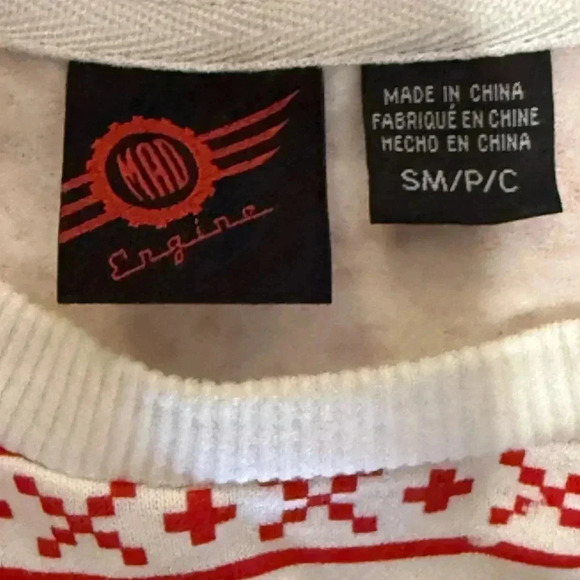 MAD
Engine
MADE IN CHINA
FABRIQUÉ EN CHINE
HECHO EN CHINA
SM/P/C